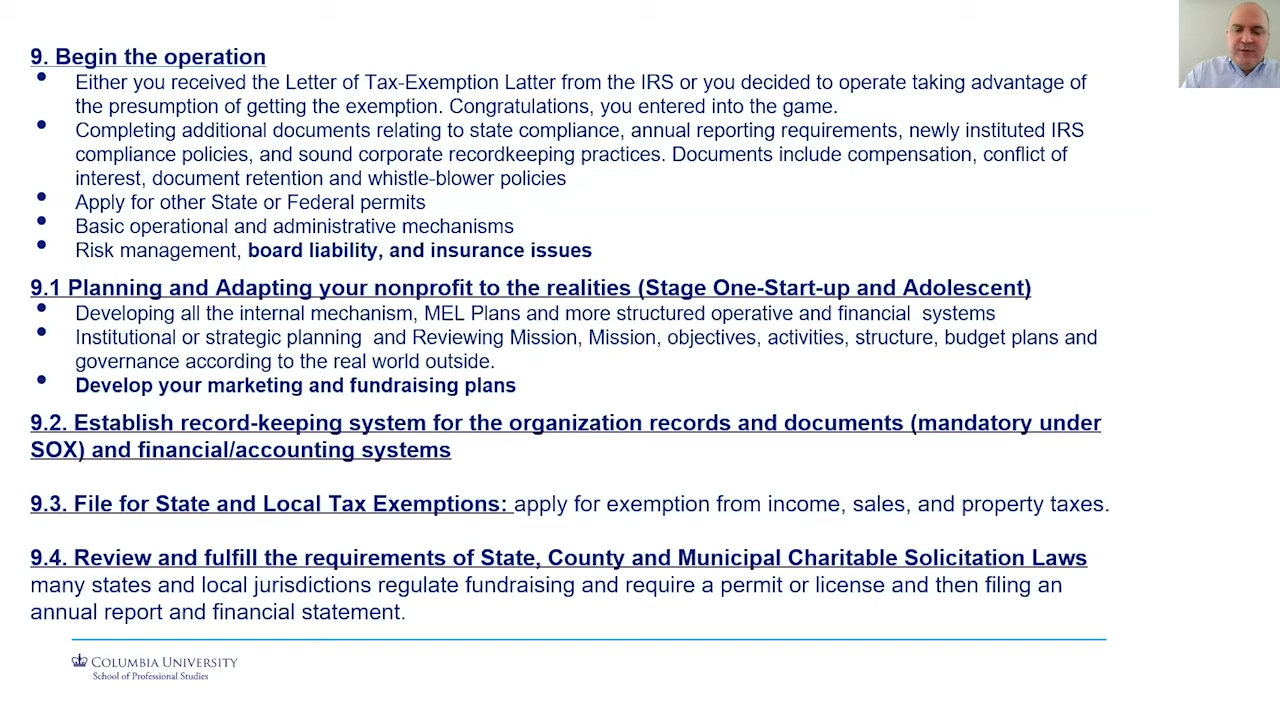 9. Begin the operation
• Either you received the Letter of Tax-Exemption Latter from the IRS or you decided to operate taking advantage of
the presumption of getting the exemption. Congratulations, you entered into the game.
• Completing additional documents relating to state compliance, annual reporting requirements, newly instituted IRS
compliance policies, and sound corporate recordkeeping practices. Documents include compensation, conflict of
interest, document retention and whistle-blower policies
• Apply for other State or Federal permits
• Basic operational and administrative mechanisms
• Risk management, board liability, and insurance issues
9.1 Planning and Adapting your nonprofit to the realities (Stage One-Start-up and Adolescent)
• Developing all the internal mechanism, MEL Plans and more structured operative and financial systems
• Institutional or strategic planning and Reviewing Mission, Mission, objectives, activities, structure, budget plans and
governance according to the real world outside.
• Develop your marketing and fundraising plans
9.2. Establish record-keeping system for the organization records and documents (mandatory under
SOX) and financial/accounting systems
9.3. File for State and Local Tax Exemptions: apply for exemption from income, sales, and property taxes.
9.4. Review and fulfill the requirements of State, County and Municipal Charitable Solicitation Laws
many states and local jurisdictions regulate fundraising and require a permit or license and then filing an
annual report and financial statement.
COLUMBIA UNIVERSITY
School of Professional Studies